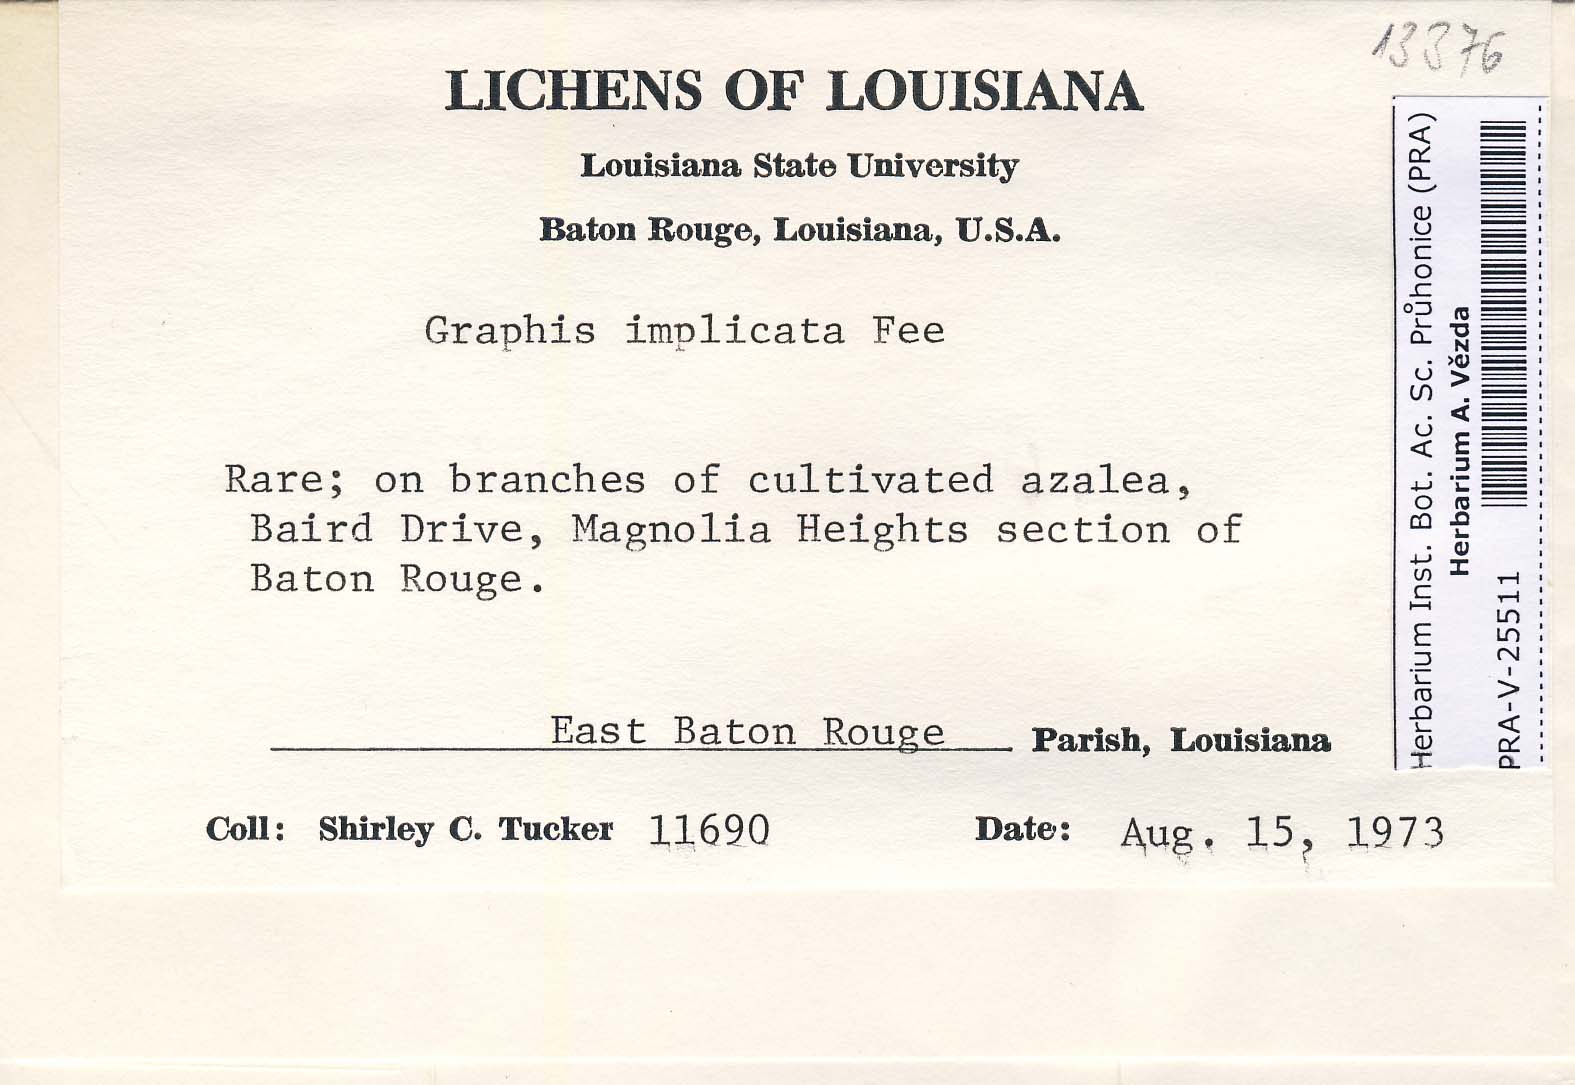 13376
LICHENS OF LOUISIANA
Louisiana State University
Baton Rouge, Louisiana, U.S.A.
Graphis implicata Fee
Rare; on branches of cultivated azalea,
Baird Drive, Magnolia Heights section of
Baton Rouge.
East Baton Rouge Parish, Louisiana
Coll: Shirley C. Tucker 11690 Date: Aug. 15, 1973
Herbarium Inst. Bot. Ac. Sc. Průhonice (PRA)
Herbarium A. Vězda
PRA-V-25511